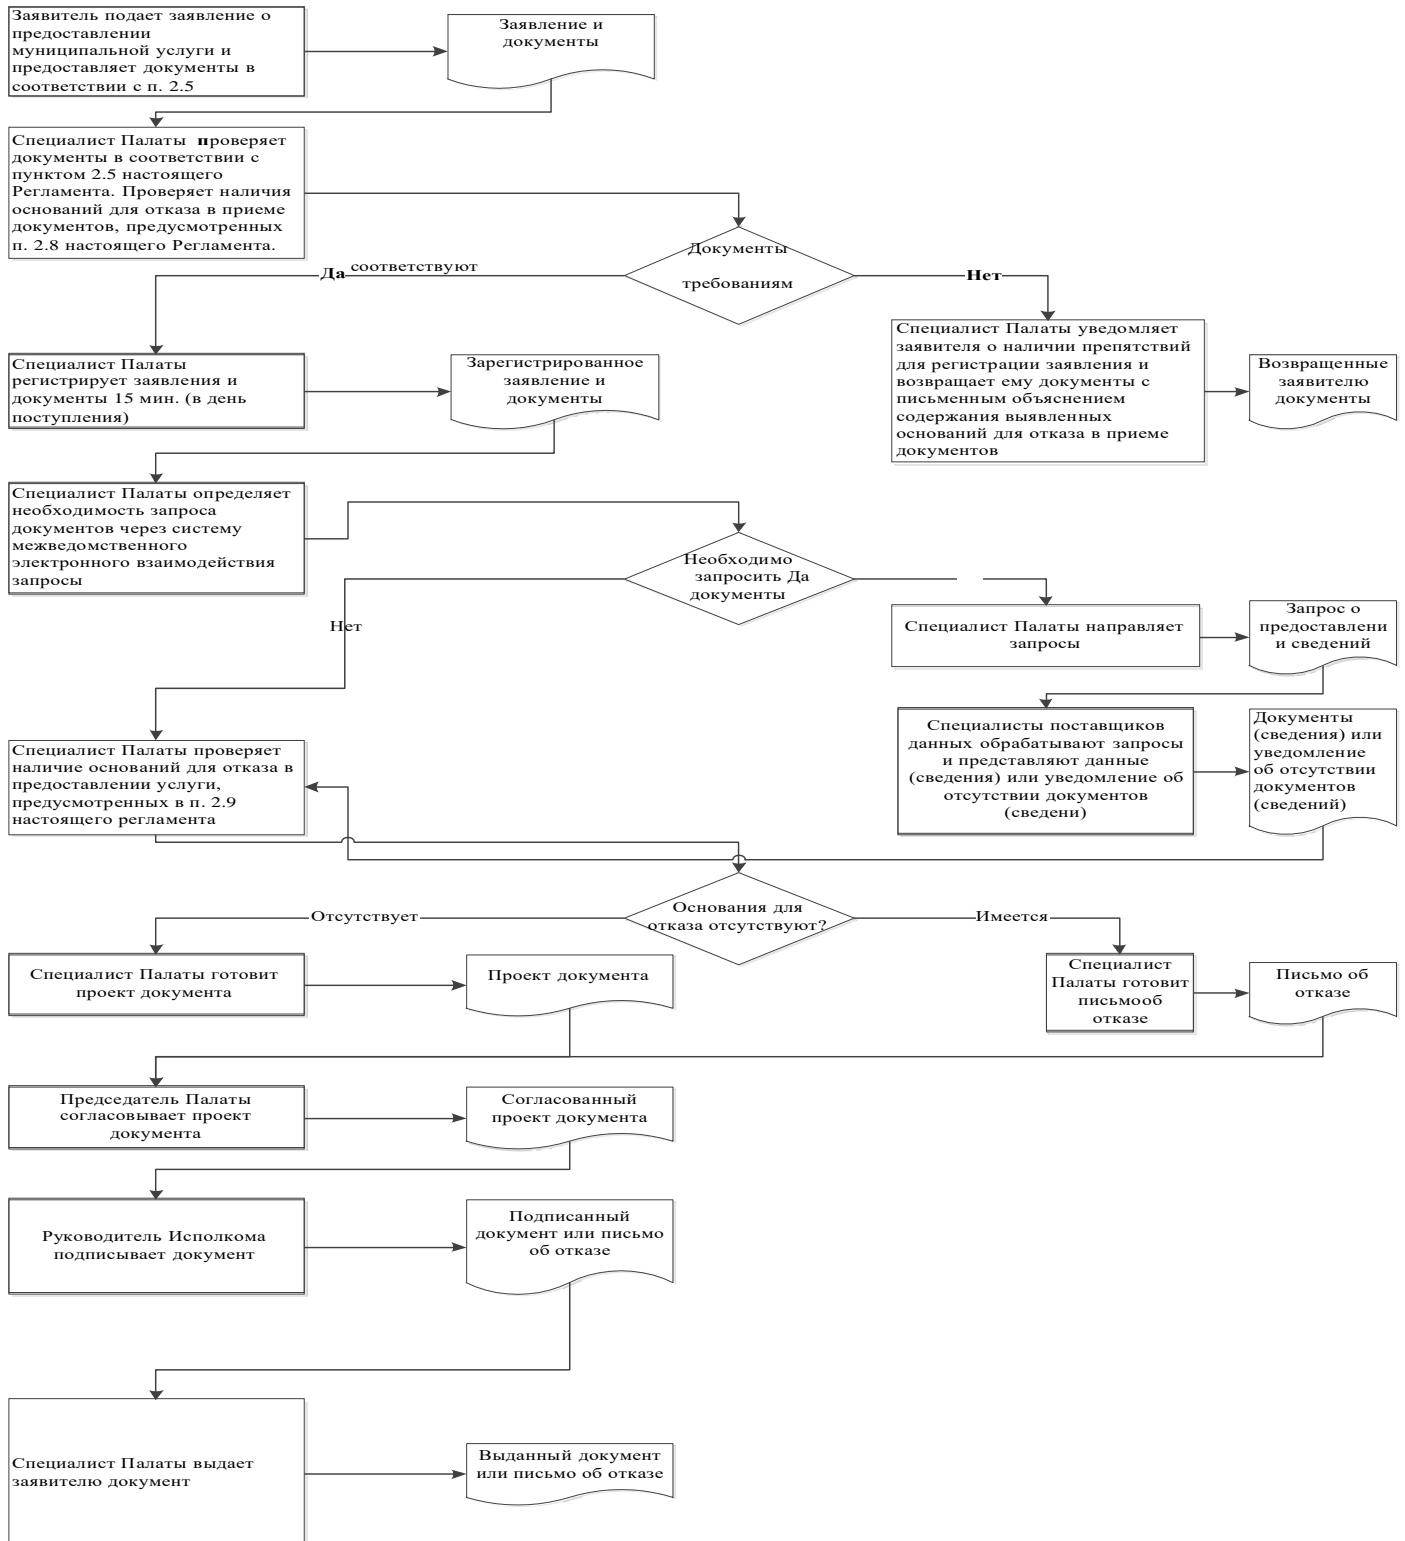 Заявитель подает заявление о
предоставлении
муниципальной услуги и
предоставляет документы в
соответствии с п. 2.5
Заявление и
документы
Специалист Палаты проверяет
документы в соответствии с
пунктом 2.5 настоящего
Регламента. Проверяет наличия
оснований для отказа в приеме
документов, предусмотренных
п. 2.8 настоящего Регламента.
Документы
требованиям
Да соответствуют
Нет
Специалист Палаты
регистрирует заявления и
документы 15 мин. (в день
поступления)
Зарегистрированное
заявление и
документы
Специалист Палаты уведомляет
заявителя о наличии препятствий
для регистрации заявления и
возвращает ему документы с
письменным объяснением
содержания выявленных
оснований для отказа в приеме
документов
Возвращенные
заявителю
документы
Специалист Палаты определяет
необходимость запроса
документов через систему
межведомственного
электронного взаимодействия
запросы
Необходимо
запросить Да
документы
Нет
Специалист Палаты направляет
запросы
Запрос о
предоставлени
и сведений
Специалисты поставщиков
данных обрабатывают запросы
и представляют данные
(сведения) или уведомление об
отсутствии документов
(сведени)
Документы
(сведения) или
уведомление
об отсутствии
документов
(сведений)
Специалист Палаты проверяет
наличие оснований для отказа в
предоставлении услуги,
предусмотренных в п. 2.9
настоящего регламента
Основания для
отказа отсутствуют?
Отсутствует
Имеется
Специалист Палаты готовит
проект документа
Проект документа
Специалист
Палаты готовит
письмооб
отказе
Письмо об
отказе
Председатель Палаты
согласовывает проект
документа
Согласованный
проект документа
Руководитель Исполкома
подписывает документ
Подписанный
документ или письмо
об отказе
Специалист Палаты выдает
заявителю документ
Выданный документ
или письмо об отказе